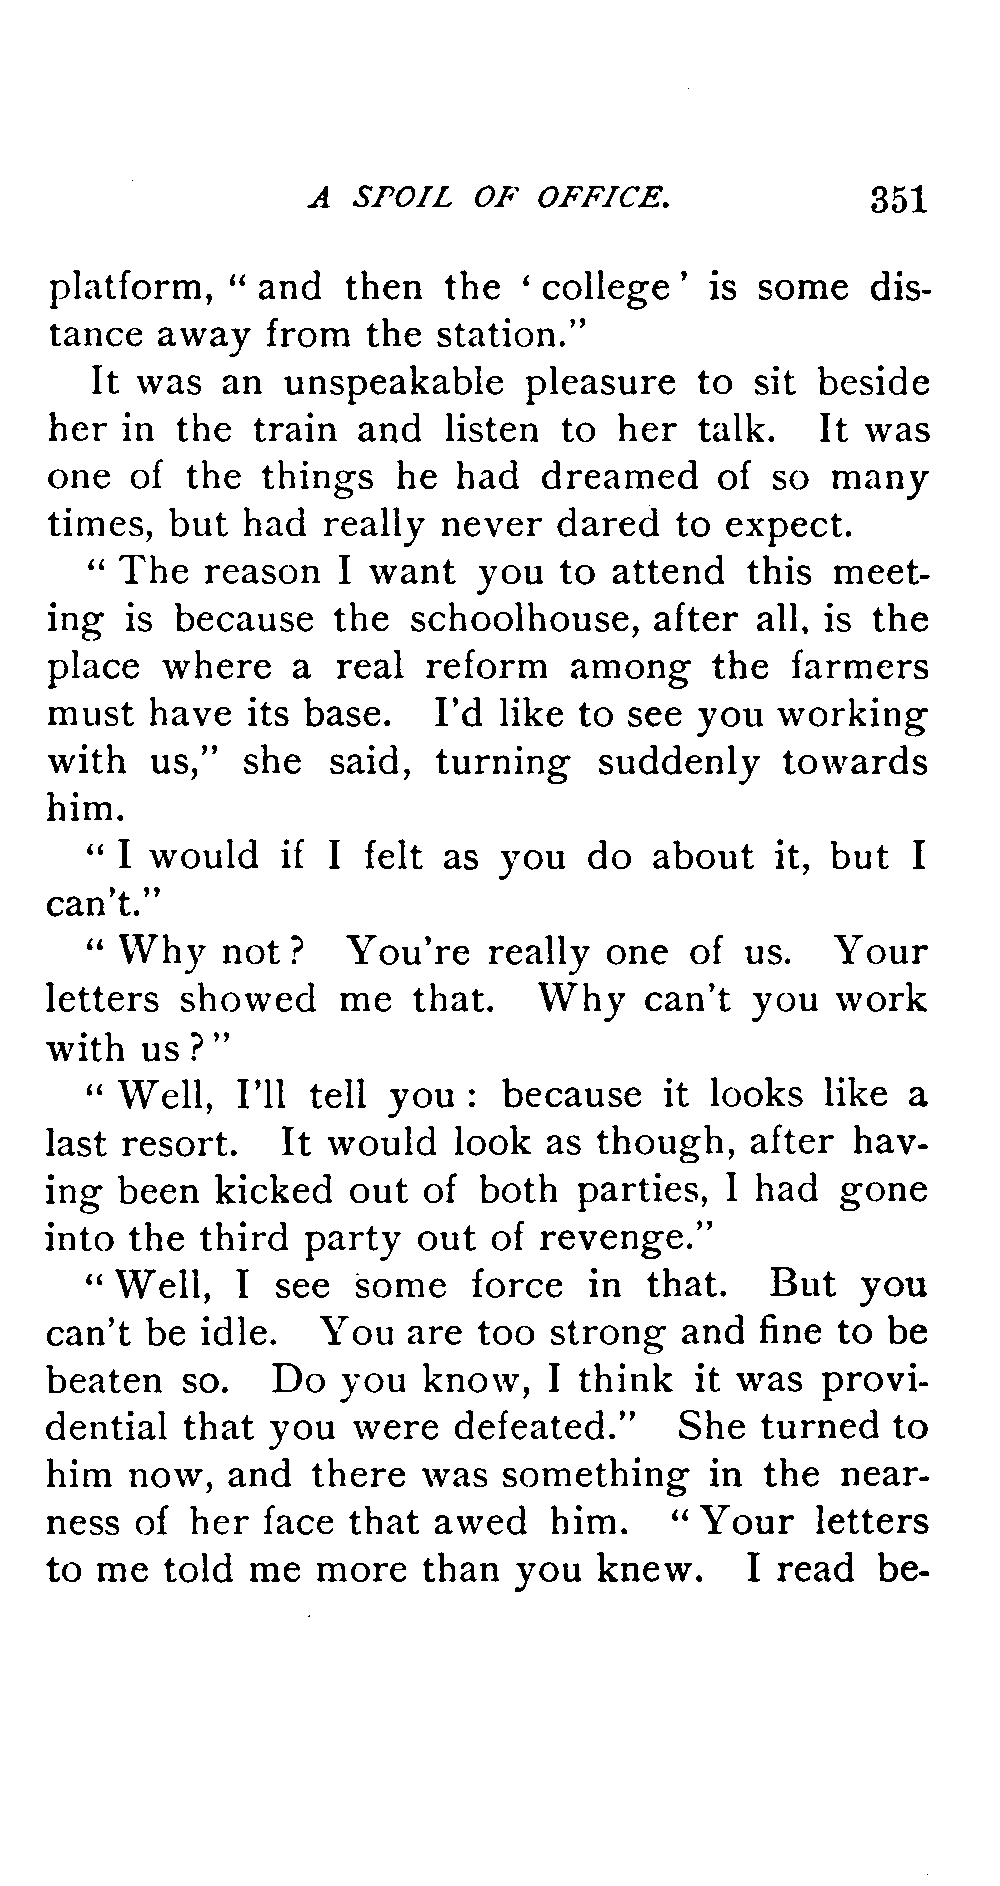 A SPOIL OF OFFICE. 351
platform, “ and then the ‘ college ’ is some dis-
tance away from the station.”
It was an unspeakable pleasure to sit beside
her in the train and listen to her talk. It was
one of the things he had dreamed of so many
times, but had really never dared to expect.
“ The reason I want you to attend this meet-
ing is because the schoolhouse, after all, is the
place where a real reform among the farmers
must have its base. I’d like to see you working
with us,” she said, turning suddenly towards
him.
“ I would if I felt as you do about it, but I
can’t.”
“ Why not ? You’re really one of us. Your
letters showed me that. Why can’t you work
with us ? ”
“ Well, I’ll tell you : because it looks like a
last resort. It would look as though, after hav-
ing been kicked out of both parties, I had gone
into the third party out of revenge.”
“ Well, I see some force in that. But you
can’t be idle. You are too strong and fine to be
beaten so. Do you know, I think it was provi-
dential that you were defeated.” She turned to
him now, and there was something in the near-
ness of her face that awed him. “ Your letters
to me told me more than you knew. I read be-